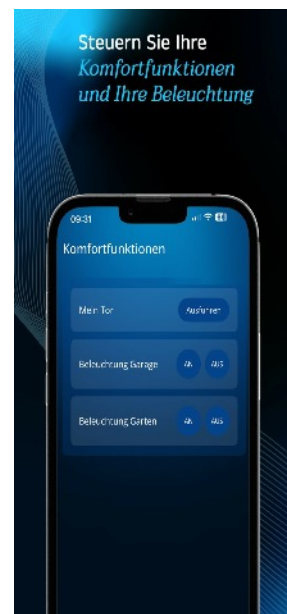 Steuern Sie Ihre
Komfortfunktionen
und Ihre Beleuchtung
09:31
Komfortfunktionen
Mein Tor
Ausführen
Beleuchtung Garage
AN AUS
Beleuchtung Garten
AN AUS